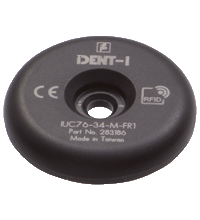 IDENT-I
CE
RFID
IUC76-34-M-FR1
Part No. 283186
Made in Taiwan